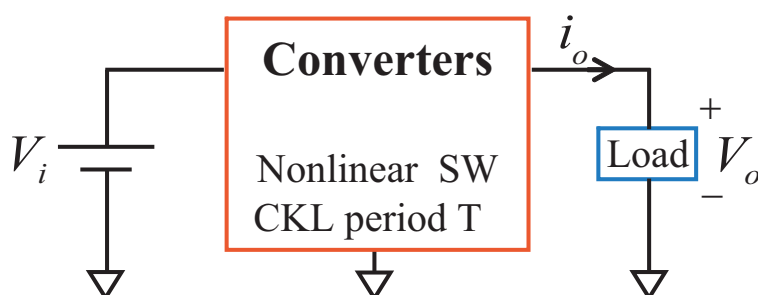 Converters
i_o
V_i
Nonlinear SW
CKL period T
Load
+
V_o
−